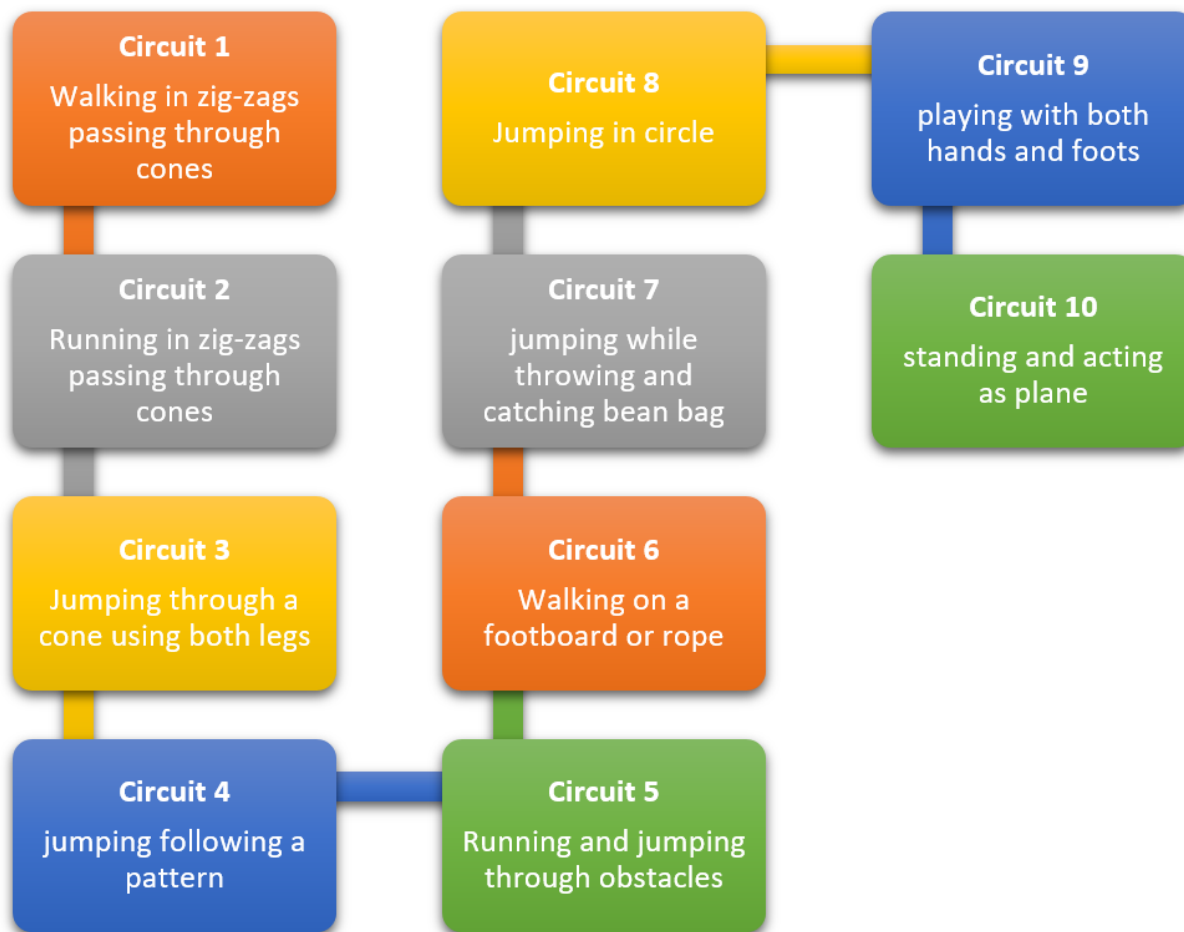 Circuit 1
Walking in zig-zags
passing through
cones
Circuit 2
Running in zig-zags
passing through
cones
Circuit 3
Jumping through a
cone using both legs
Circuit 4
jumping following a
pattern
Circuit 5
Running and jumping
through obstacles
Circuit 6
Walking on a
footboard or rope
Circuit 7
jumping while
throwing and
catching bean bag
Circuit 8
Jumping in circle
Circuit 9
playing with both
hands and foots
Circuit 10
standing and acting
as plane